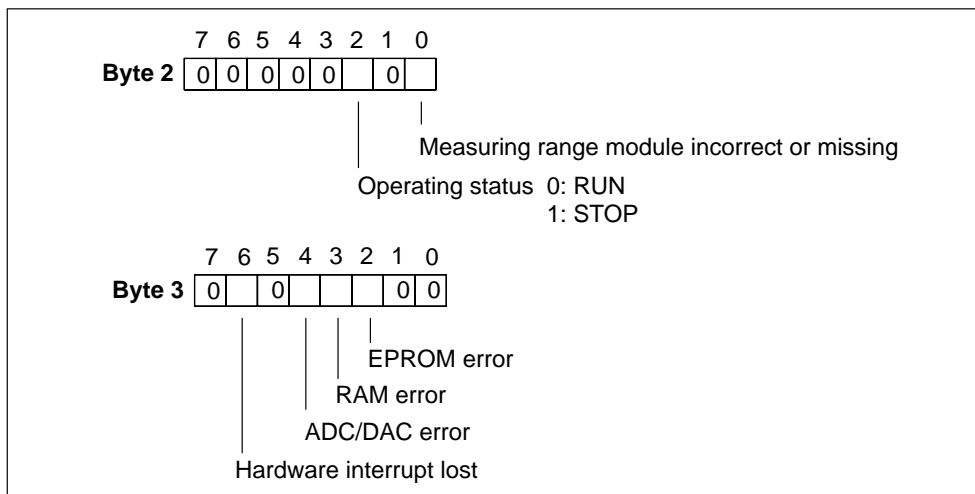 7 6 5 4 3 2 1 0
Byte 2 0 0 0 0 0 0
Measuring range module incorrect or missing
Operating status 0: RUN
1: STOP
7 6 5 4 3 2 1 0
Byte 3 0 0 0 0
EPROM error
RAM error
ADC/DAC error
Hardware interrupt lost